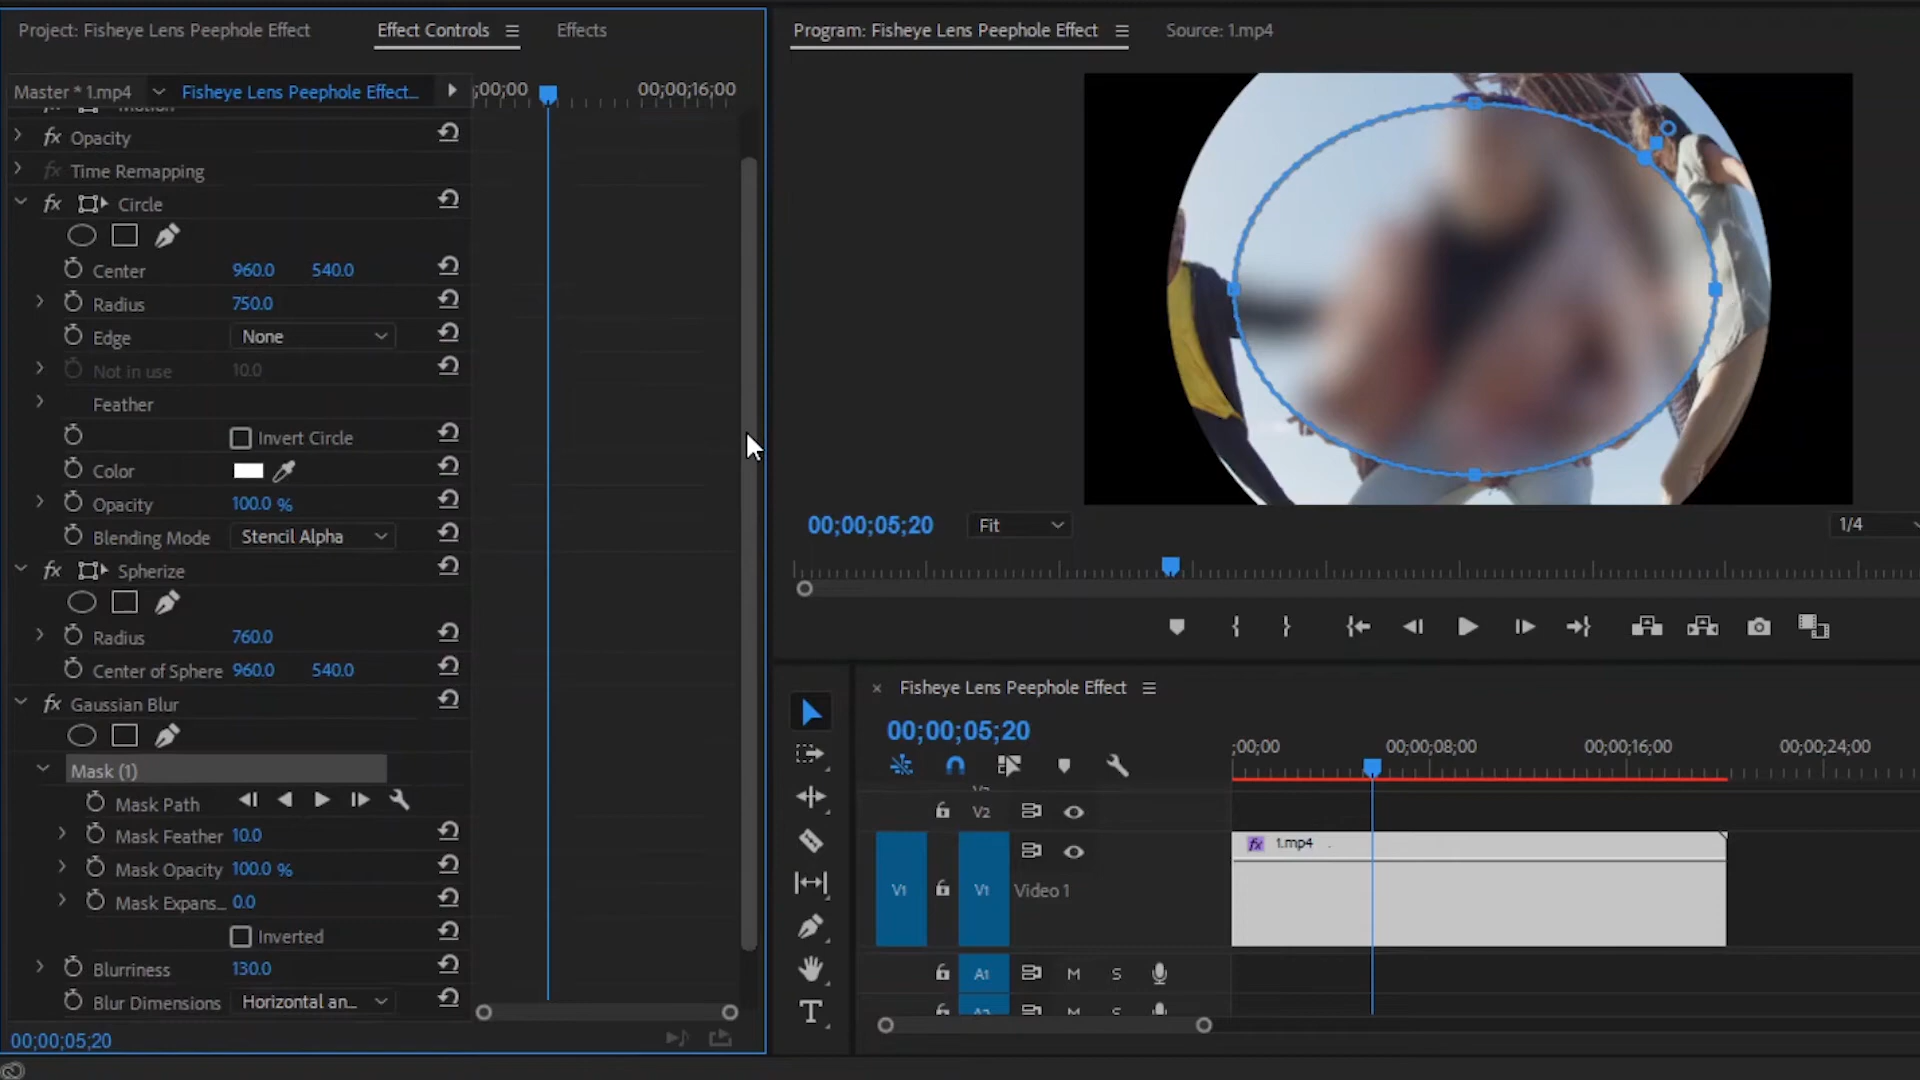 Project: Fisheye Lens Peephole Effect
Effect Controls
Effects
Master * 1.mp4
Fisheye Lens Peephole Effect...
;00;00
00;00;16;00
Motion
fx Opacity
fx Time Remapping
fx Circle
Center 960.0 540.0
Radius 750.0
Edge None
Not in use 10.0
Feather
Invert Circle
Color
Opacity 100.0 %
Blending Mode Stencil Alpha
fx Spherize
Radius 760.0
Center of Sphere 960.0 540.0
fx Gaussian Blur
Mask (1)
Mask Path
Mask Feather 10.0
Mask Opacity 100.0 %
Mask Expans... 0.0
Inverted
Blurriness 130.0
Blur Dimensions Horizontal an...
00;00;05;20
Program: Fisheye Lens Peephole Effect
Source: 1.mp4
00;00;05;20
Fit
1/4
× Fisheye Lens Peephole Effect
00;00;05;20
;00;00
00;00;08;00
00;00;16;00
00;00;24;00
V2
fx 1.mp4
V1 V1 Video 1
A1 M S
T